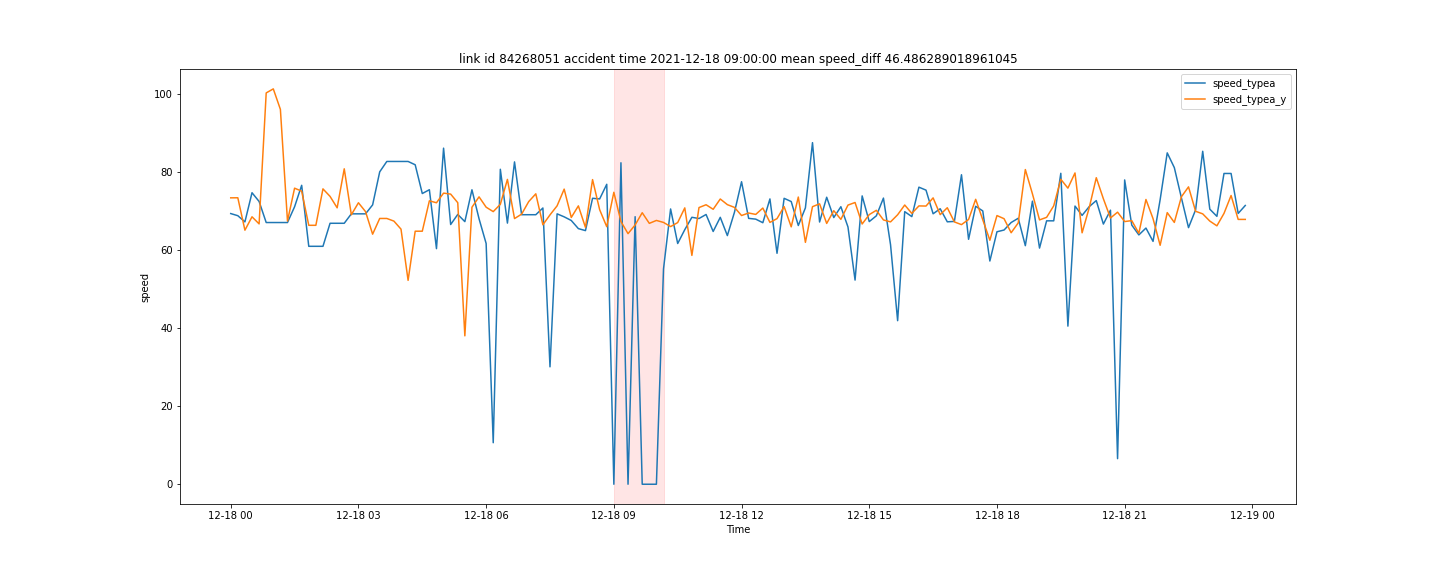 link id 84268051 accident time 2021-12-18 09:00:00 mean speed_diff 46.486289018961045
speed_typea
speed_typea_y
100
80
60
40
20
0
speed
12-18 00 12-18 03 12-18 06 12-18 09 12-18 12 12-18 15 12-18 18 12-18 21 12-19 00
Time